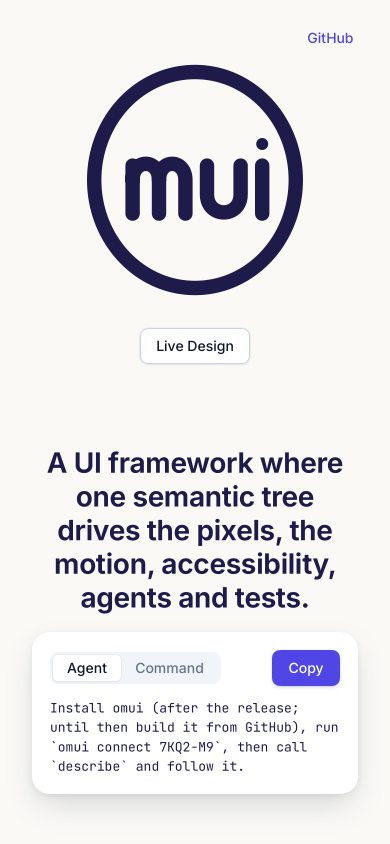 GitHub
mui
Live Design
A UI framework where
one semantic tree
drives the pixels, the
motion, accessibility,
agents and tests.
Agent Command Copy
Install omui (after the release;
until then build it from GitHub), run
`omui connect 7KQ2-M9`, then call
`describe` and follow it.